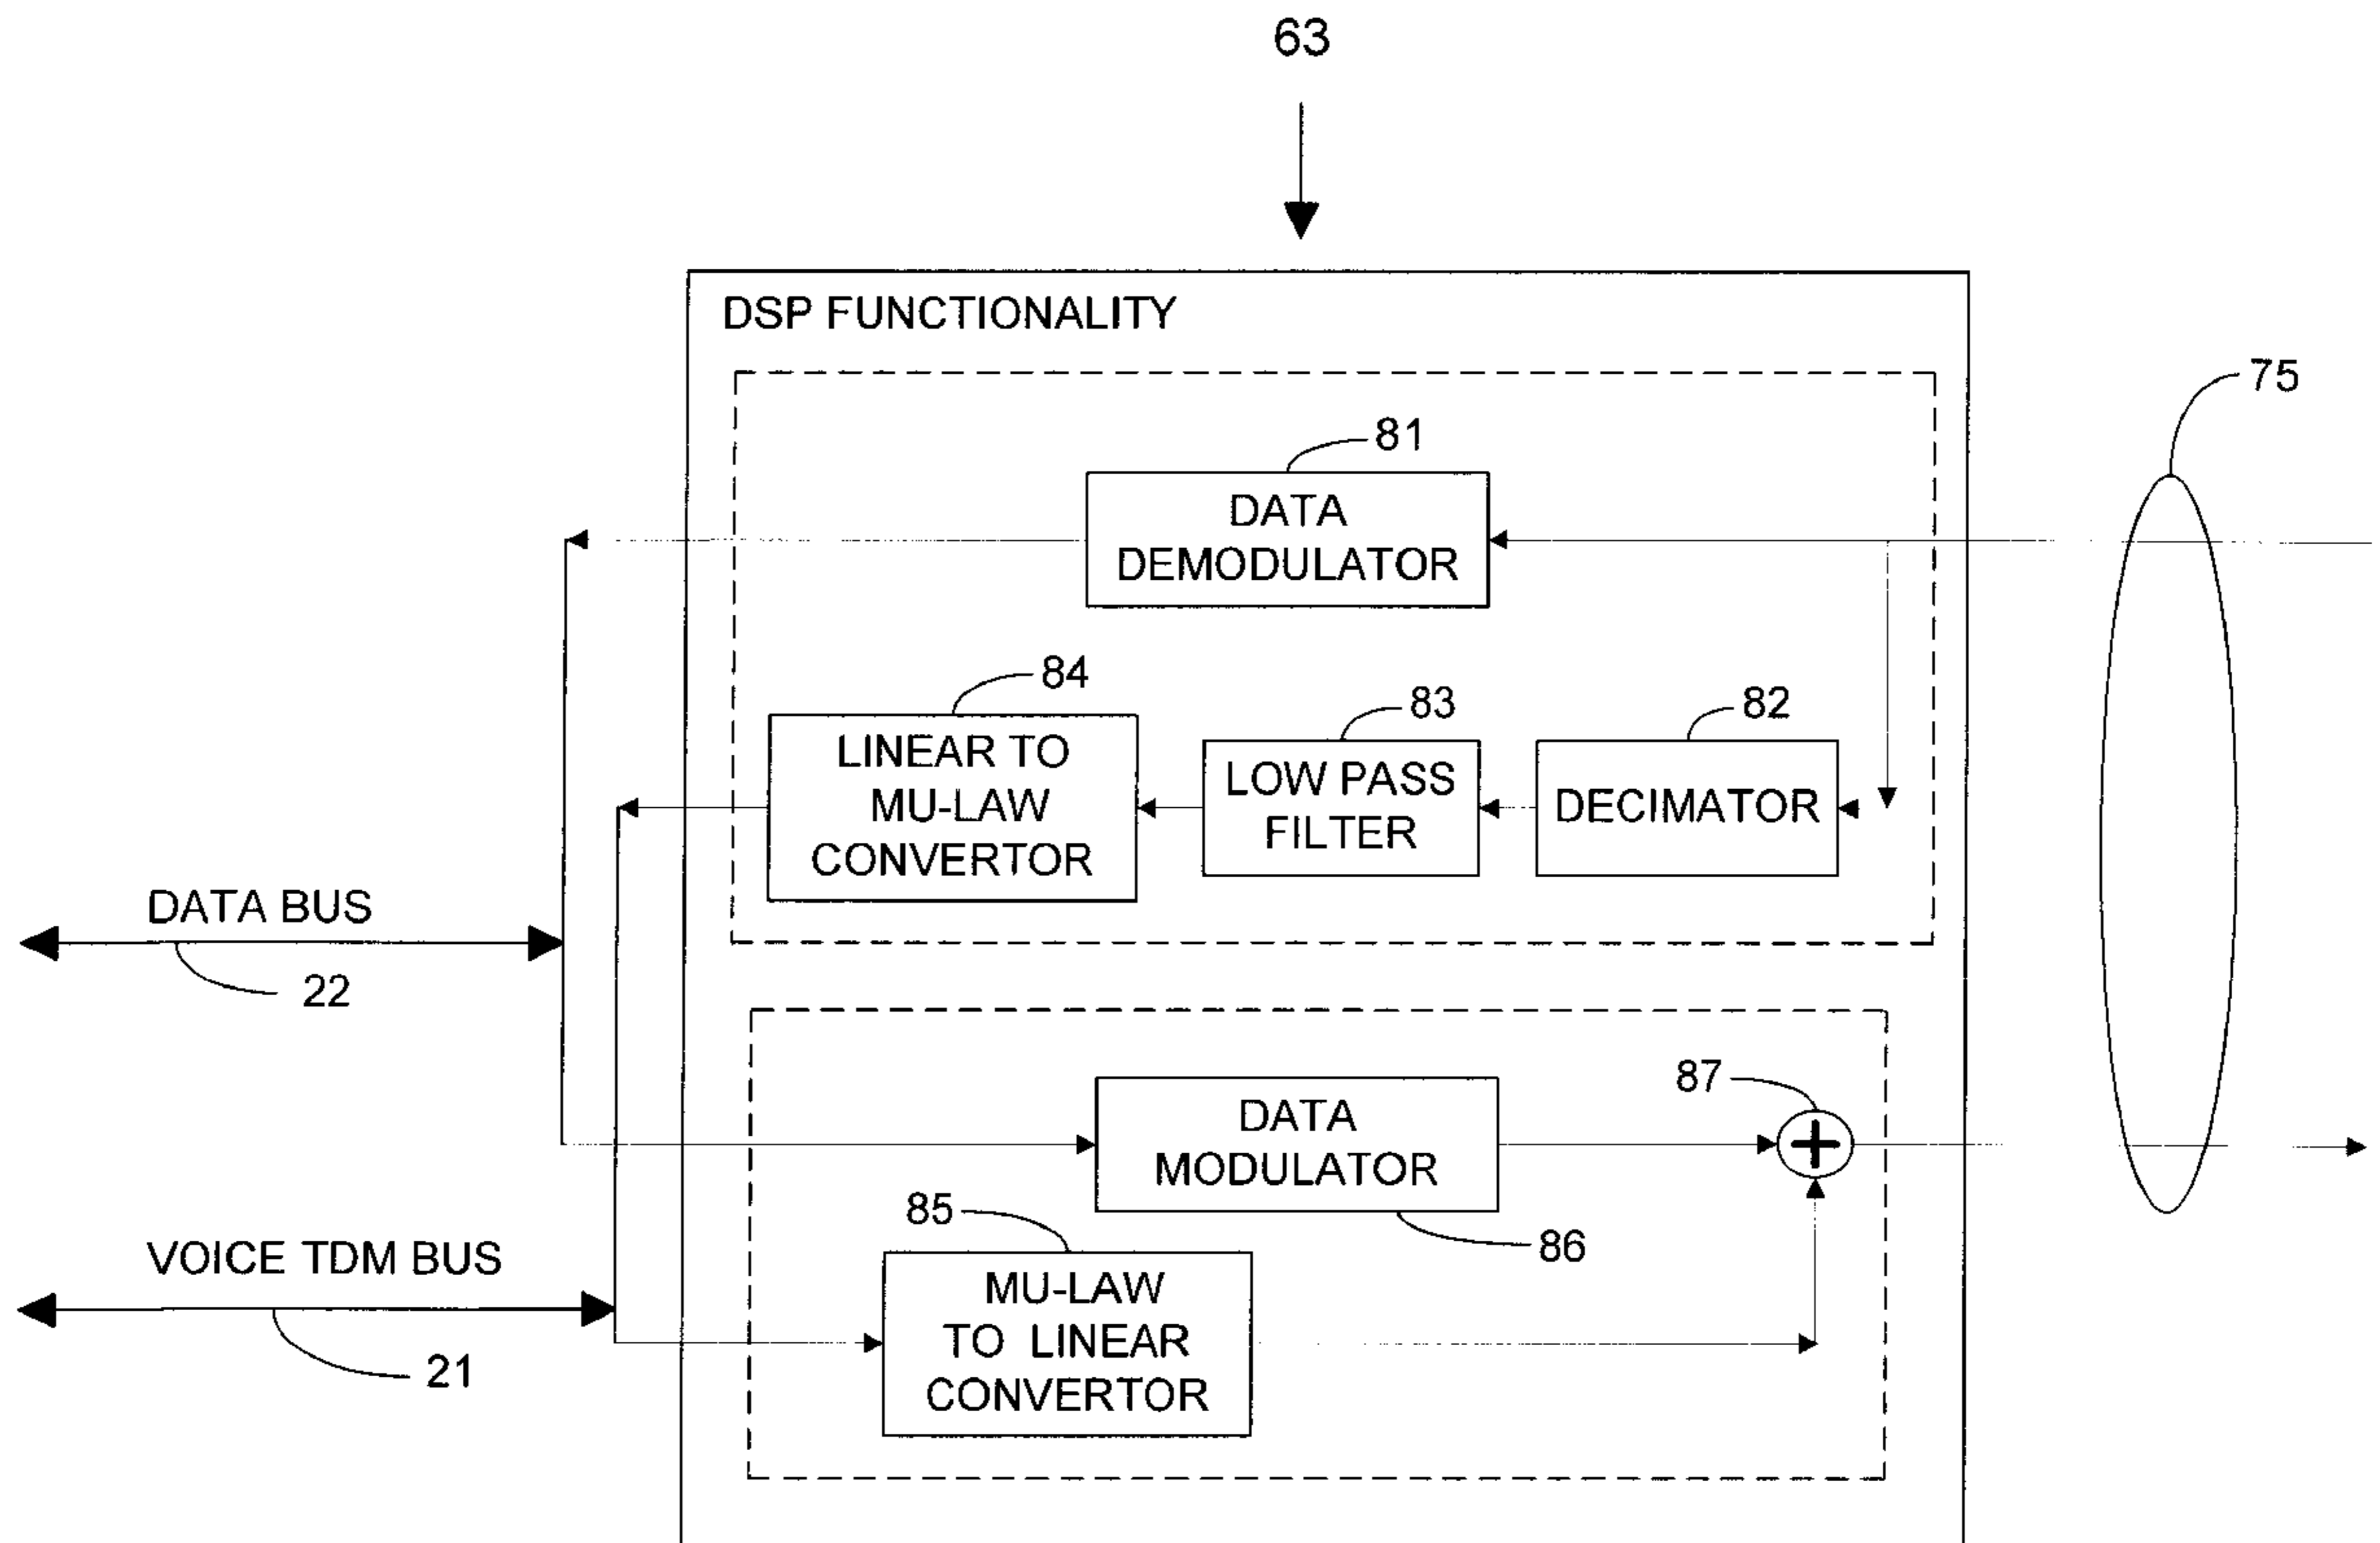 63
DSP FUNCTIONALITY
75
81
DATA
DEMODULATOR
84
83
82
LINEAR TO
MU-LAW
CONVERTOR
LOW PASS
FILTER
DECIMATOR
DATA BUS
22
87
DATA
MODULATOR
85
86
VOICE TDM BUS
21
MU-LAW
TO LINEAR
CONVERTOR